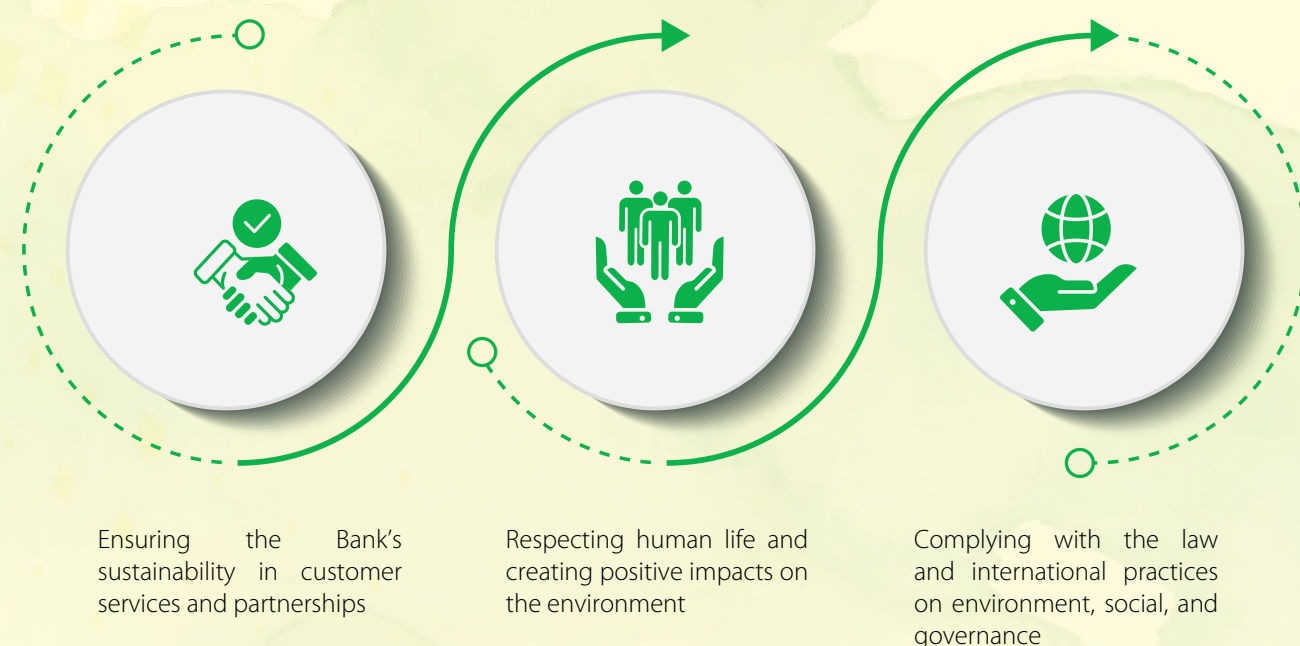 Ensuring the Bank’s
sustainability in customer
services and partnerships
Respecting human life and
creating positive impacts on
the environment
Complying with the law
and international practices
on environment, social, and
governance